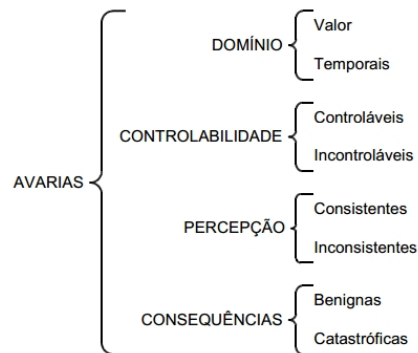 Valor
DOMÍNIO
Temporais
Controláveis
CONTROLABILIDADE
Incontroláveis
AVARIAS
Consistentes
PERCEPÇÃO
Inconsistentes
Benignas
CONSEQUÊNCIAS
Catastróficas